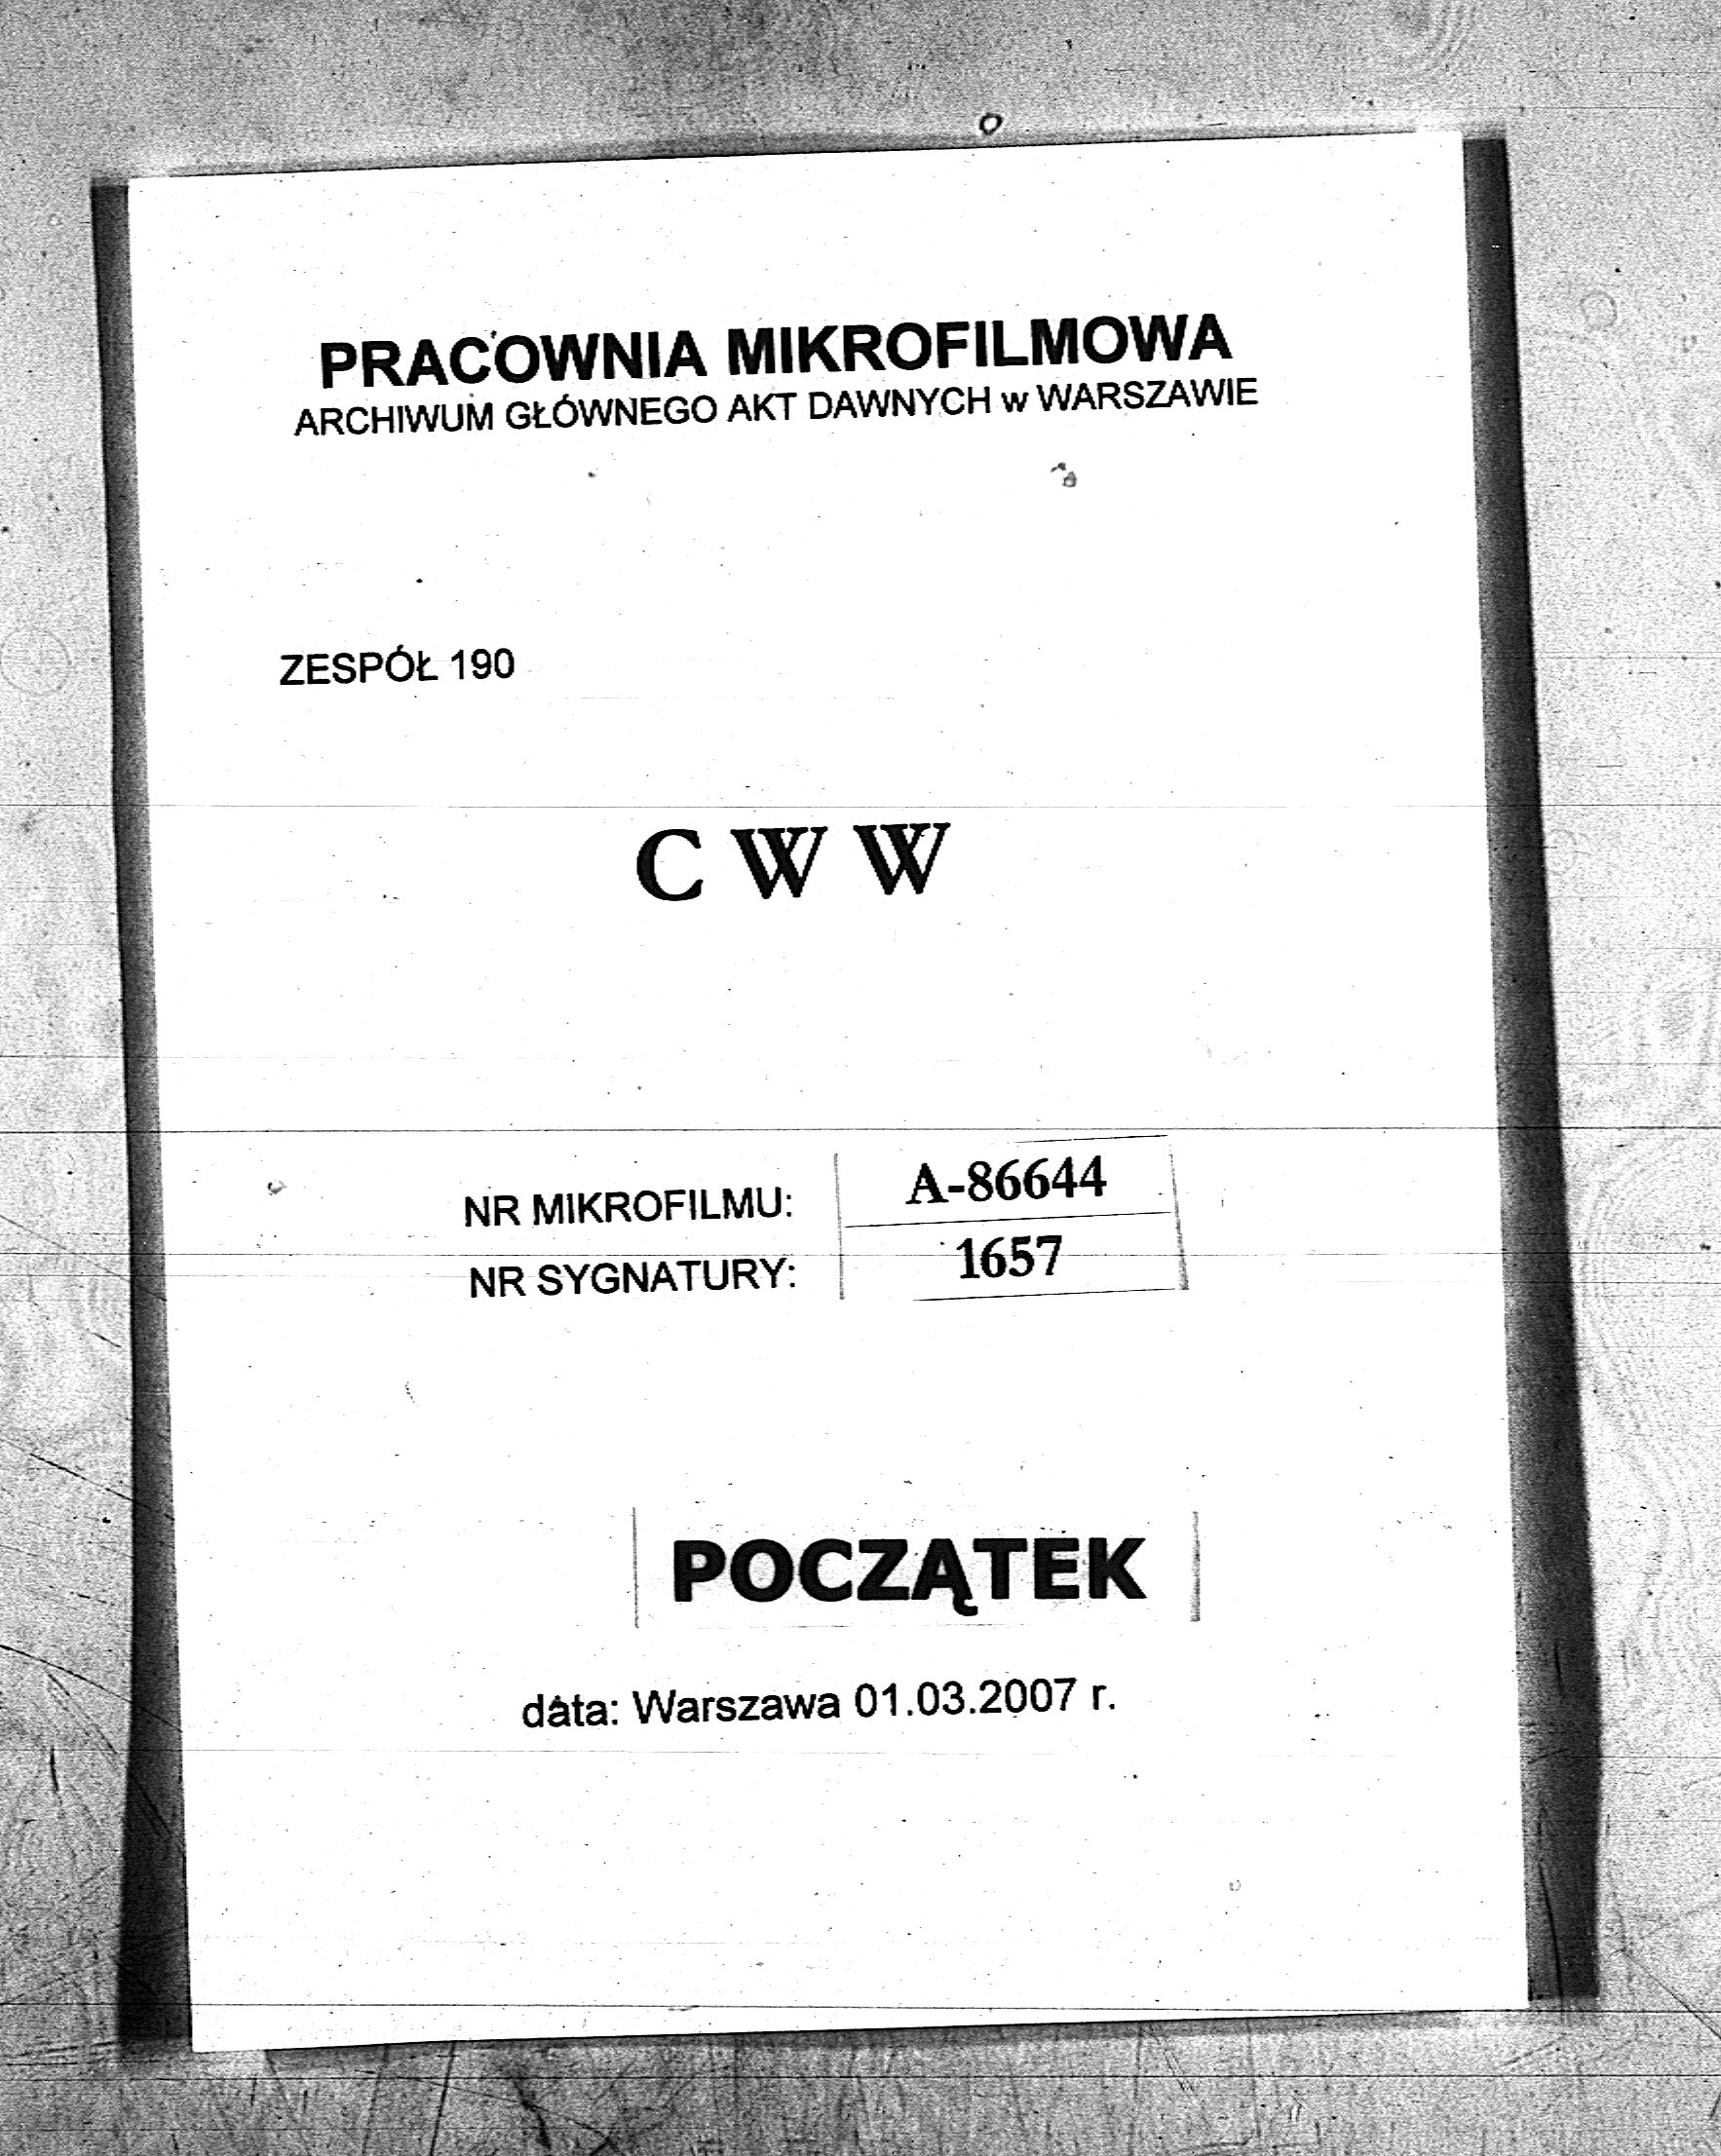 PRACOWNIA MIKROFILMOWA
ARCHIWUM GŁÓWNEGO AKT DAWNYCH w WARSZAWIE
ZESPÓŁ 190
C W W
NR MIKROFILMU: A-86644
NR SYGNATURY: 1657
POCZĄTEK
data: Warszawa 01.03.2007 r.